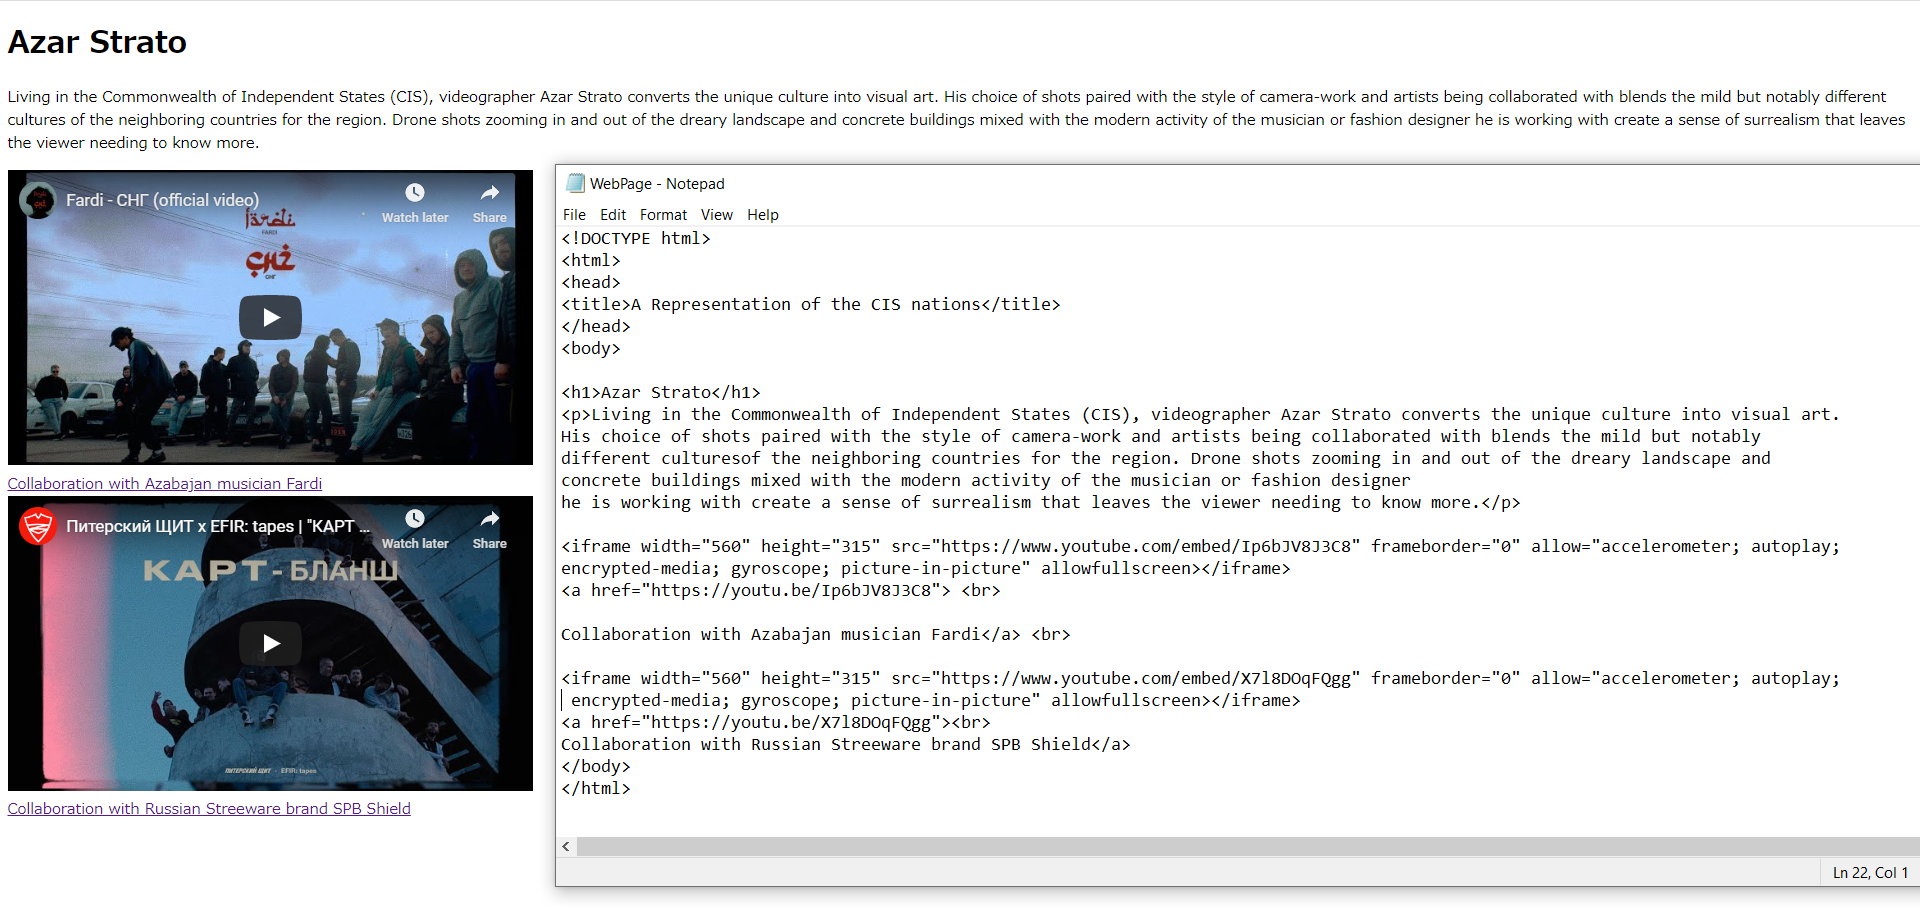 Azar Strato
Living in the Commonwealth of Independent States (CIS), videographer Azar Strato converts the unique culture into visual art. His choice of shots paired with the style of camera-work and artists being collaborated with blends the mild but notably different
cultures of the neighboring countries for the region. Drone shots zooming in and out of the dreary landscape and concrete buildings mixed with the modern activity of the musician or fashion designer he is working with create a sense of surrealism that leaves
the viewer needing to know more.
Fardi - СНГ (official video)
Watch later
Share
fardi
FARDI
СНГ
Collaboration with Azabajan musician Fardi
Питерский ЩИТ x EFIR: tapes | "КАРТ ...
Watch later
Share
КАРТ-БЛАНШ
ПИТЕРСКИЙ ЩИТ EFIR: tapes
Collaboration with Russian Streeware brand SPB Shield
WebPage - Notepad
File Edit Format View Help
<!DOCTYPE html>
<html>
<head>
<title>A Representation of the CIS nations</title>
</head>
<body>
<h1>Azar Strato</h1>
<p>Living in the Commonwealth of Independent States (CIS), videographer Azar Strato converts the unique culture into visual art.
His choice of shots paired with the style of camera-work and artists being collaborated with blends the mild but notably
different culturesof the neighboring countries for the region. Drone shots zooming in and out of the dreary landscape and
concrete buildings mixed with the modern activity of the musician or fashion designer
he is working with create a sense of surrealism that leaves the viewer needing to know more.</p>
<iframe width="560" height="315" src="https://www.youtube.com/embed/Ip6bJV8J3C8" frameborder="0" allow="accelerometer; autoplay;
encrypted-media; gyroscope; picture-in-picture" allowfullscreen></iframe>
<a href="https://youtu.be/Ip6bJV8J3C8"> <br>
Collaboration with Azabajan musician Fardi</a> <br>
<iframe width="560" height="315" src="https://www.youtube.com/embed/X7l8DOqFQgg" frameborder="0" allow="accelerometer; autoplay;
encrypted-media; gyroscope; picture-in-picture" allowfullscreen></iframe>
<a href="https://youtu.be/X7l8DOqFQgg"><br>
Collaboration with Russian Streeware brand SPB Shield</a>
</body>
</html>
Ln 22, Col 1